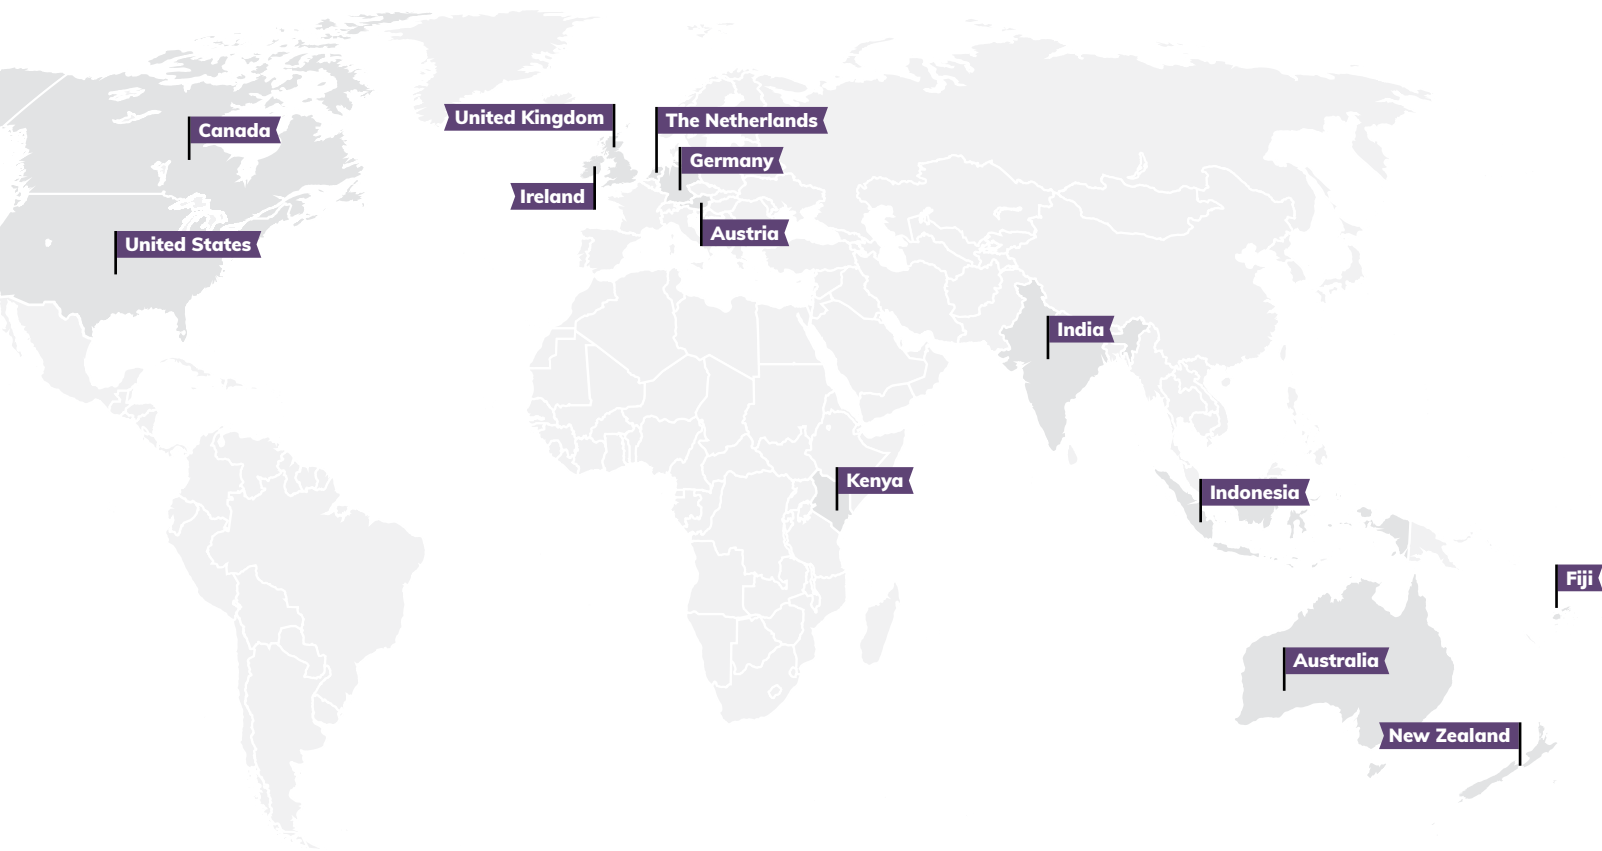 United Kingdom
The Netherlands
Canada
Germany
Ireland
Austria
United States
India
Kenya
Indonesia
Fiji
Australia
New Zealand